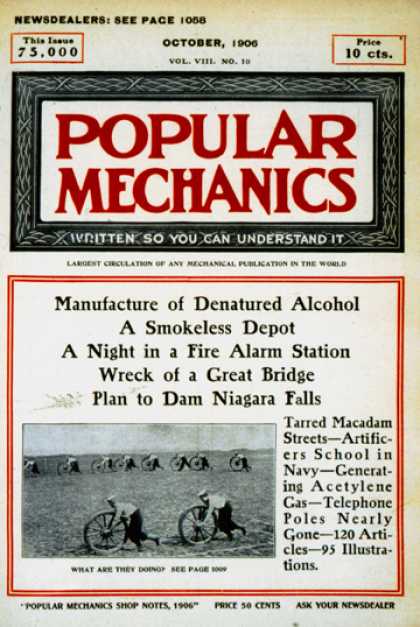 NEWSDEALERS: SEE PAGE 1058
This Issue
75,000
OCTOBER, 1906
VOL. VIII. NO. 10
Price
10 cts.
POPULAR
MECHANICS
WRITTEN SO YOU CAN UNDERSTAND IT
LARGEST CIRCULATION OF ANY MECHANICAL PUBLICATION IN THE WORLD
Manufacture of Denatured Alcohol
A Smokeless Depot
A Night in a Fire Alarm Station
Wreck of a Great Bridge
Plan to Dam Niagara Falls
Tarred Macadam
Streets—Artific-
ers School in
Navy—Generat-
ing Acetylene
Gas—Telephone
Poles Nearly
Gone—120 Arti-
cles—95 Illustra-
tions.
WHAT ARE THEY DOING? SEE PAGE 1009
"POPULAR MECHANICS SHOP NOTES, 1906" PRICE 50 CENTS ASK YOUR NEWSDEALER